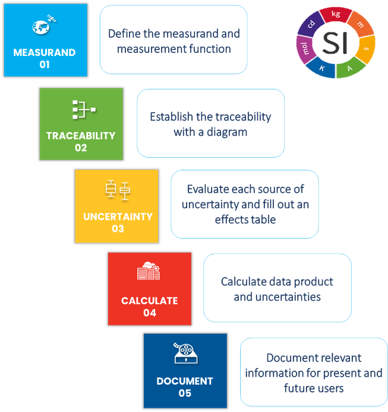 MEASURAND
01
Define the measurand and
measurement function
cd
kg
m
s
A
K
mol
SI
TRACEABILITY
02
Establish the traceability
with a diagram
UNCERTAINTY
03
Evaluate each source of
uncertainty and fill out an
effects table
CALCULATE
04
Calculate data product
and uncertainties
DOCUMENT
05
Document relevant
information for present and
future users